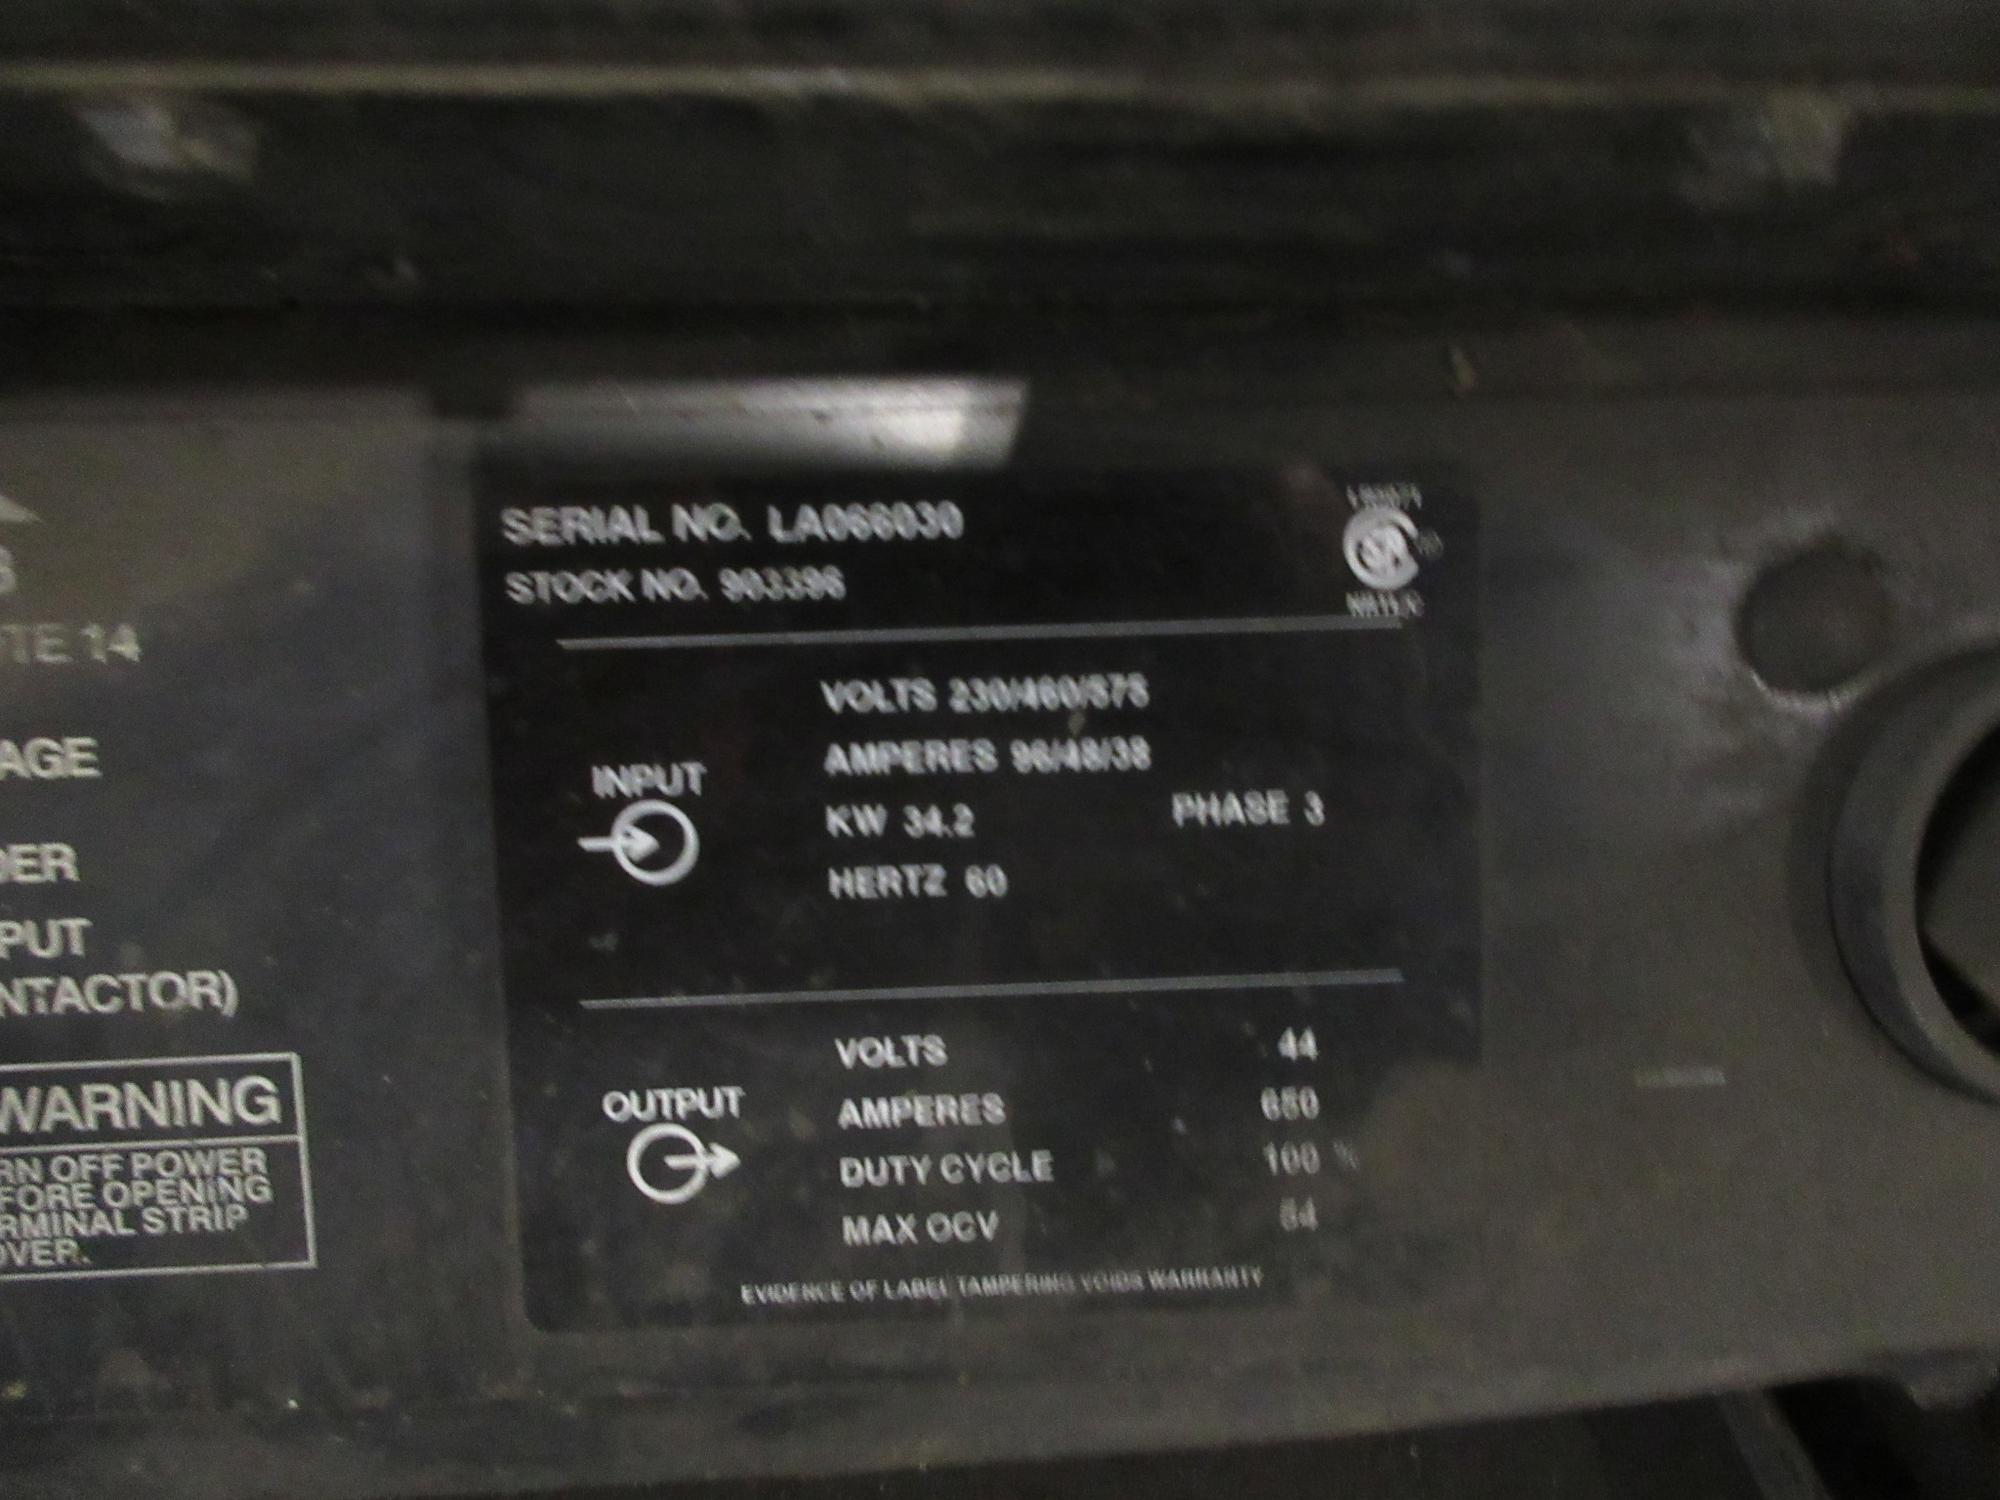 SERIAL NO. LA066030
STOCK NO. 903396
INPUT
VOLTS 230/460/575
AMPERES 96/48/38
KW 34.2
PHASE 3
HERTZ 60
OUTPUT
VOLTS 44
AMPERES 650
DUTY CYCLE 100 %
MAX OCV
EVIDENCE OF LABEL TAMPERING VOIDS WARRANTY
TE 14
AGE
DER
PUT
NTACTOR)
WARNING
RN OFF POWER
FORE OPENING
RMINAL STRIP
OVER.